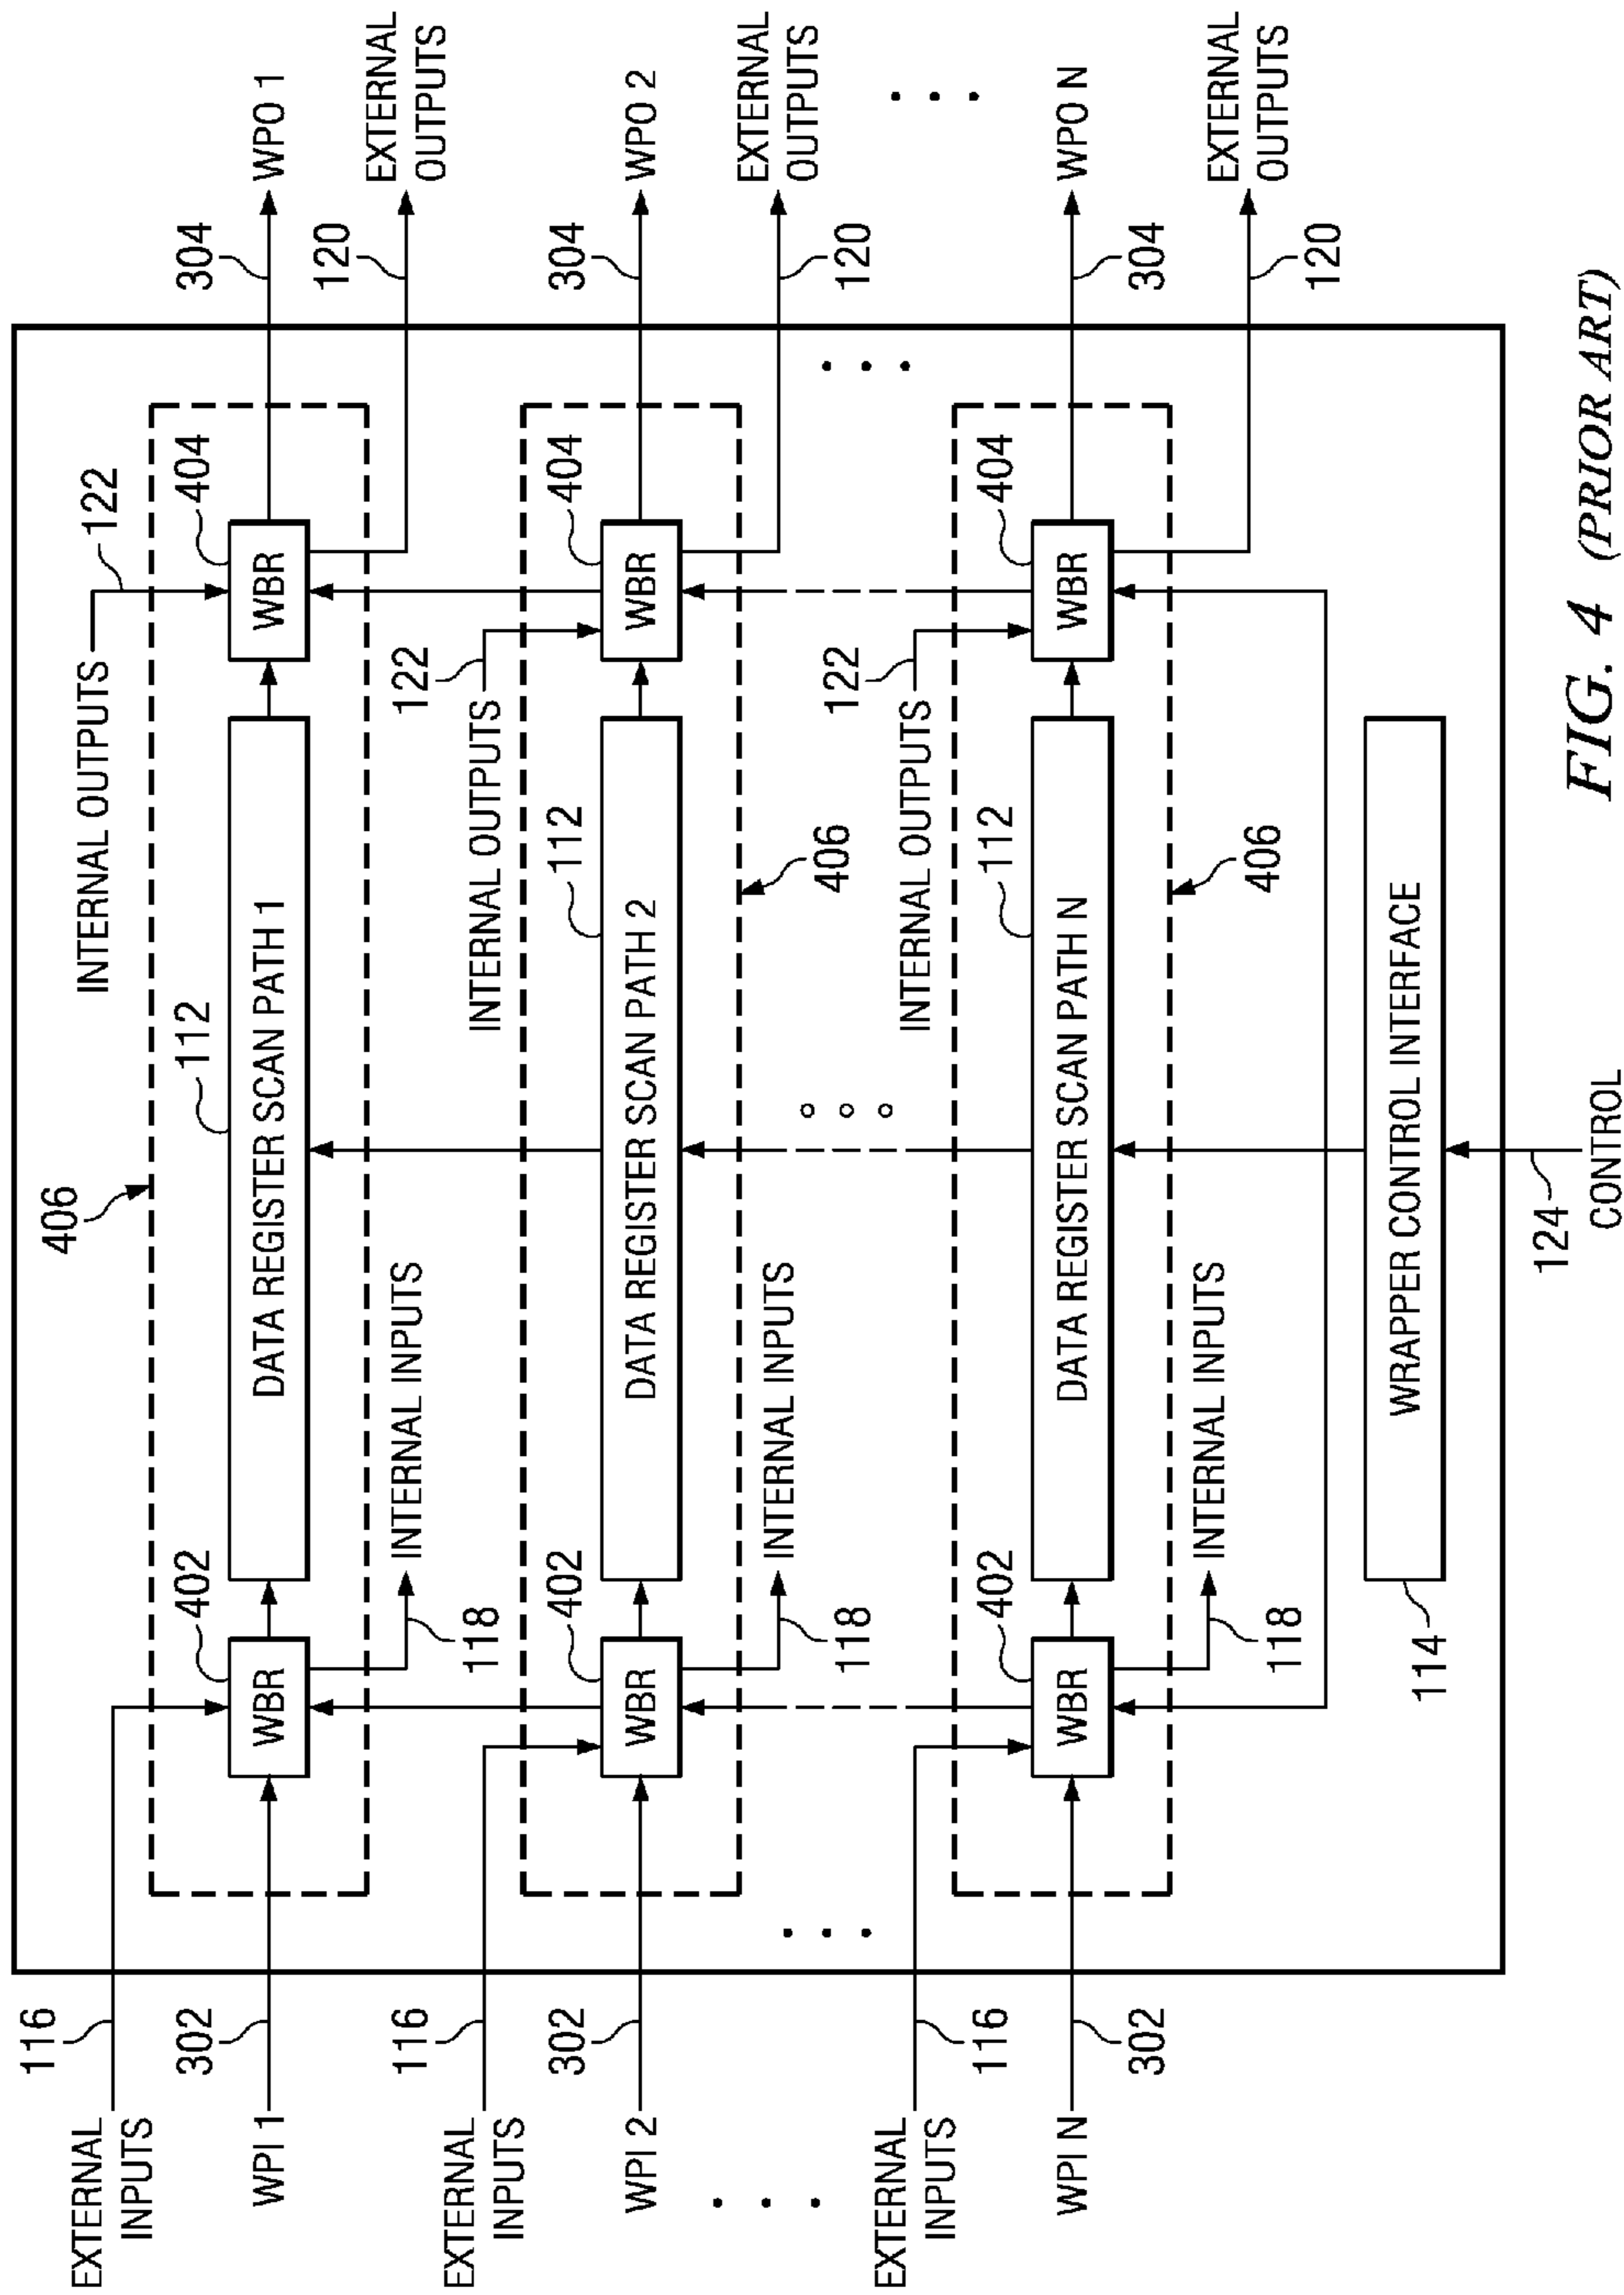 EXTERNAL
INPUTS
116
WPI 1
302
406
INTERNAL OUTPUTS
122
402
WBR
112
DATA REGISTER SCAN PATH 1
404
WBR
304
WPO 1
118
INTERNAL INPUTS
120
EXTERNAL
OUTPUTS
EXTERNAL
INPUTS
116
WPI 2
302
INTERNAL OUTPUTS
122
402
WBR
112
DATA REGISTER SCAN PATH 2
404
WBR
304
WPO 2
118
INTERNAL INPUTS
406
120
EXTERNAL
OUTPUTS
EXTERNAL
INPUTS
116
WPI N
302
INTERNAL OUTPUTS
122
402
WBR
112
DATA REGISTER SCAN PATH N
404
WBR
304
WPO N
118
INTERNAL INPUTS
406
120
EXTERNAL
OUTPUTS
114
WRAPPER CONTROL INTERFACE
124
CONTROL
FIG. 4 (PRIOR ART)